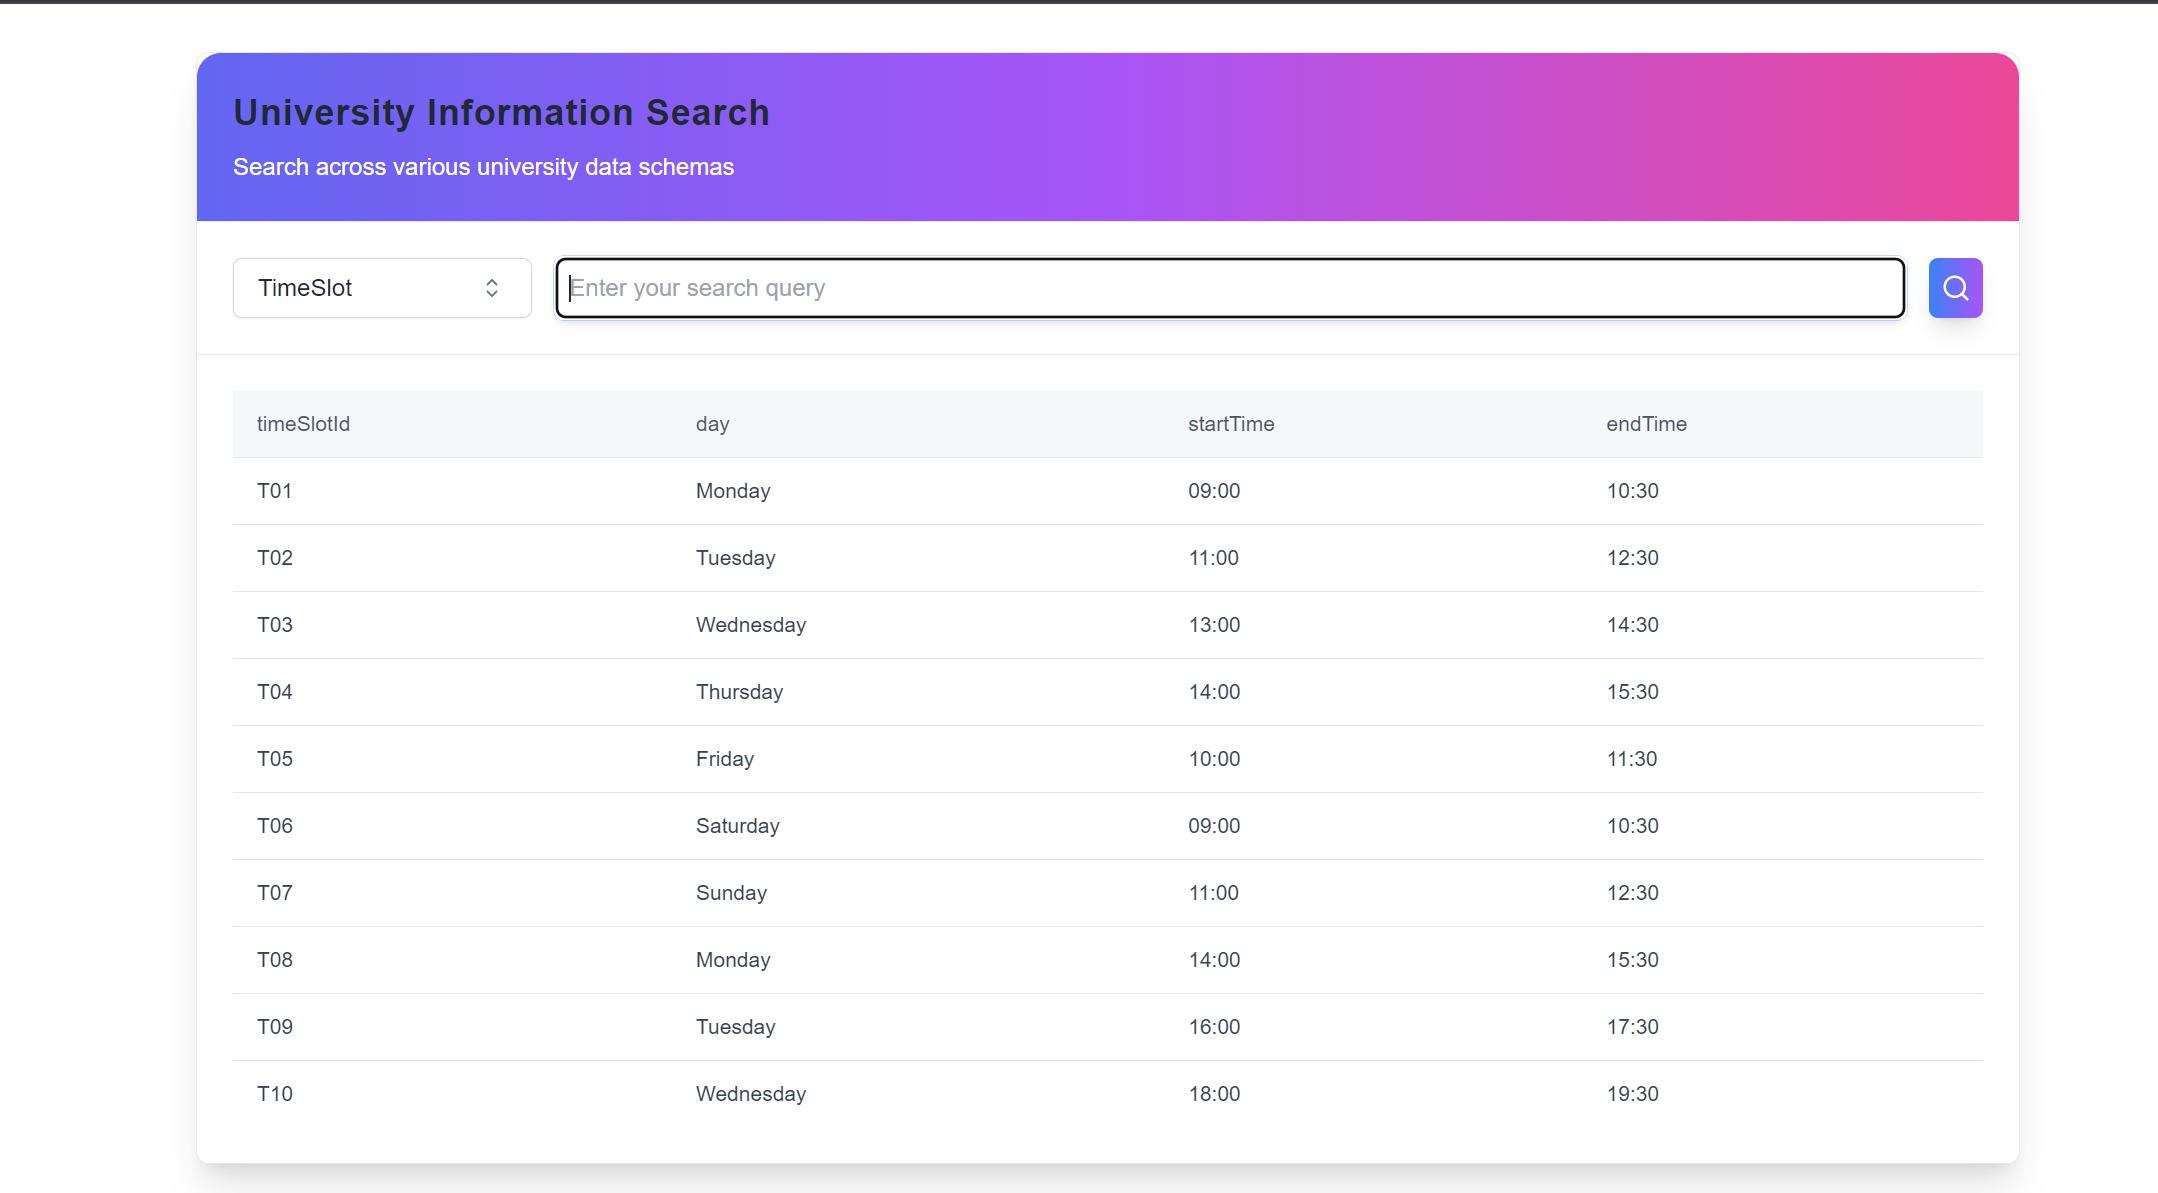 University Information Search
Search across various university data schemas
TimeSlot Enter your search query
timeSlotId day startTime endTime
T01 Monday 09:00 10:30
T02 Tuesday 11:00 12:30
T03 Wednesday 13:00 14:30
T04 Thursday 14:00 15:30
T05 Friday 10:00 11:30
T06 Saturday 09:00 10:30
T07 Sunday 11:00 12:30
T08 Monday 14:00 15:30
T09 Tuesday 16:00 17:30
T10 Wednesday 18:00 19:30